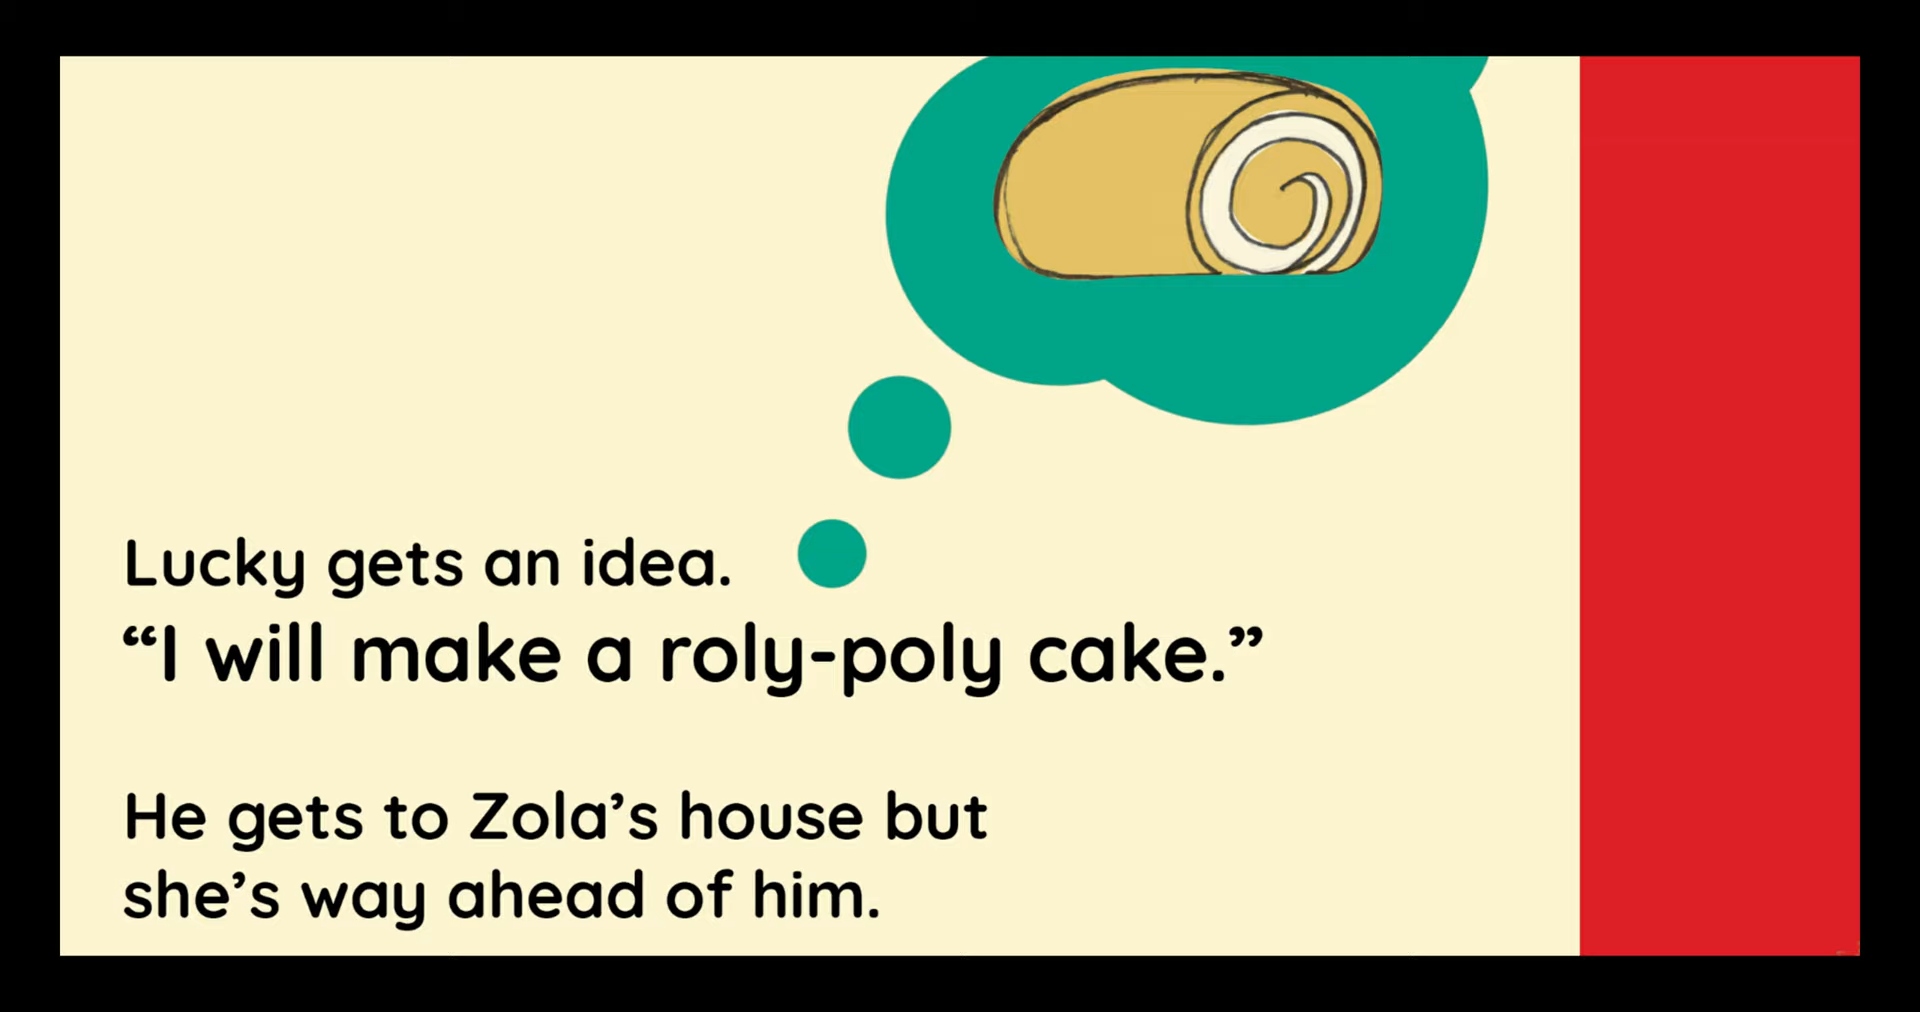 Lucky gets an idea.
“I will make a roly-poly cake.”
He gets to Zola’s house but
she’s way ahead of him.